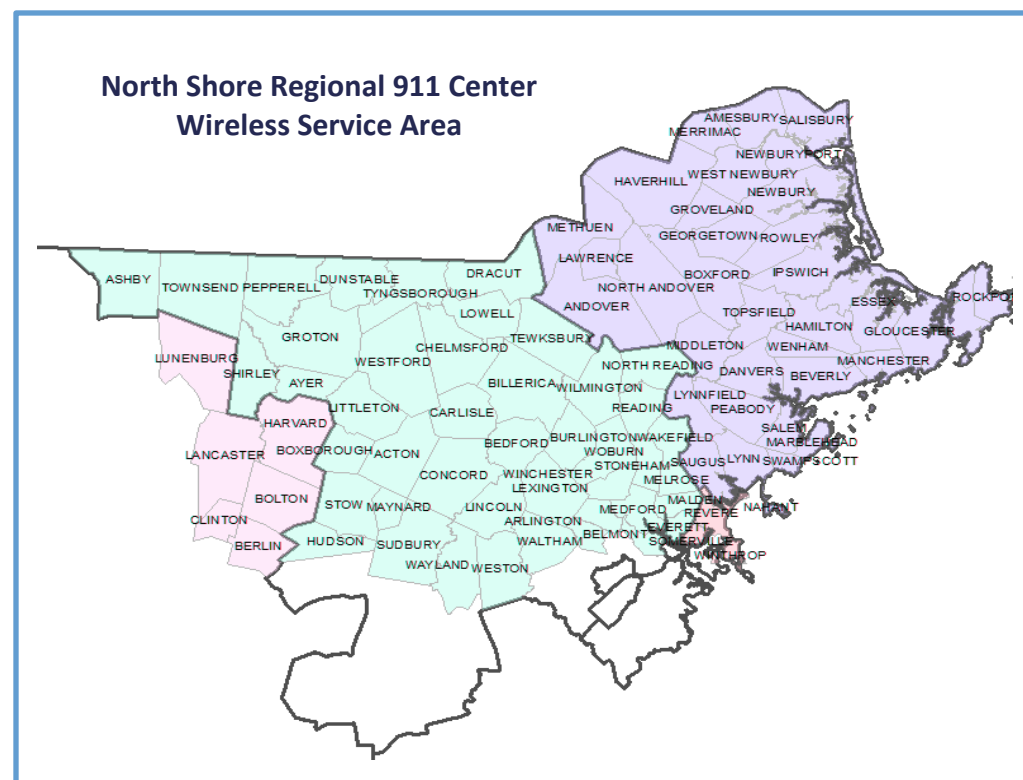 North Shore Regional 911 Center
Wireless Service Area
AMESBURY
SALISBURY
MERRIMAC
NEWBURYPORT
WEST NEWBURY
HAVERHILL
NEWBURY
GROVELAND
METHUEN
GEORGETOWN
ROWLEY
LAWRENCE
BOXFORD
IPSWICH
NORTH ANDOVER
ANDOVER
ESSEX
ROCKPO
TOPSFIELD
HAMILTON
GLOUCESTER
MIDDLETON
WENHAM
MANCHESTER
DANVERS
BEVERLY
LYNNFIELD
PEABODY
SALEM
MARBLEHEAD
LYNN
SWAMPSCOTT
SAUGUS
NAHANT
ASHBY
TOWNSEND
PEPPERELL
DUNSTABLE
TYNGSBOROUGH
DRACUT
LOWELL
GROTON
CHELMSFORD
TEWKSBURY
WESTFORD
LUNENBURG
SHIRLEY
AYER
BILLERICA
WILMINGTON
NORTH READING
READING
LITTLETON
CARLISLE
HARVARD
BOXBOROUGH
ACTON
BEDFORD
BURLINGTON
WAKEFIELD
WOBURN
STONEHAM
LANCASTER
CONCORD
WINCHESTER
LEXINGTON
MELROSE
BOLTON
STOW
MAYNARD
LINCOLN
MEDFORD
MALDEN
REVERE
CLINTON
ARLINGTON
EVERETT
BERLIN
HUDSON
SUDBURY
WALTHAM
BELMONT
SOMERVILLE
WINTHROP
WAYLAND
WESTON